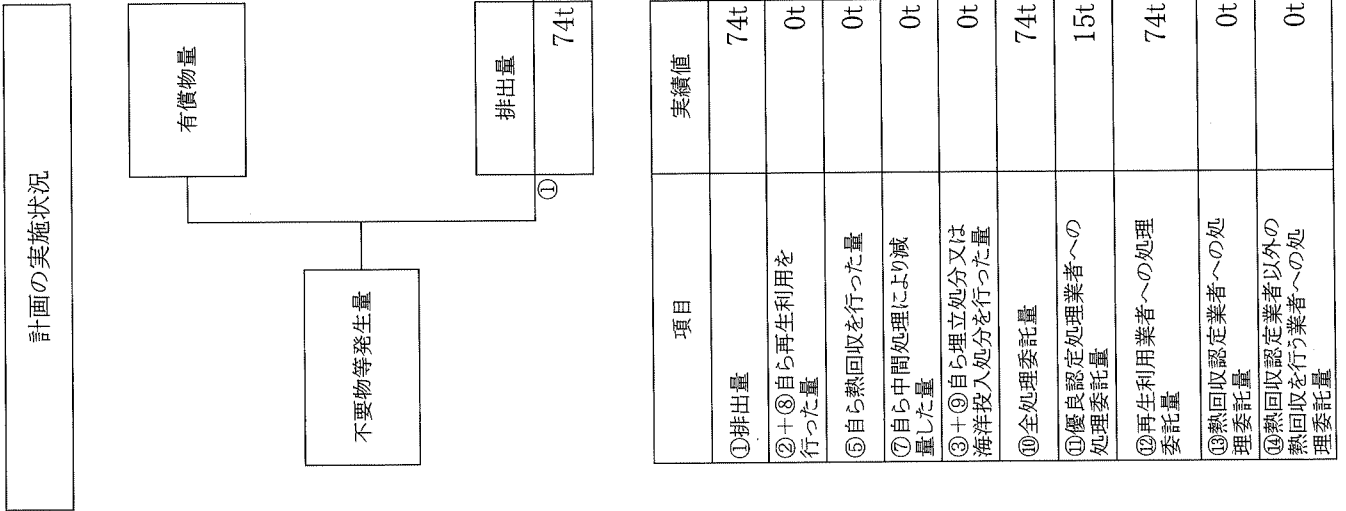 計画の実施状況
有償物量
不要物等発生量
排出量
①
74t
項目
実績値
①排出量
74t
②+⑧自ら再生利用を
行った量
0t
⑤自ら熱回収を行った量
0t
⑦自ら中間処理により減
量した量
0t
③+⑨自ら埋立処分又は
海洋投入処分を行った量
0t
⑩全処理委託量
74t
⑪優良認定処理業者への
処理委託量
15t
⑫再生利用業者への処理
委託量
74t
⑬熱回収認定業者への処
理委託量
0t
⑭熱回収認定業者以外の
熱回収を行う業者への処
理委託量
0t